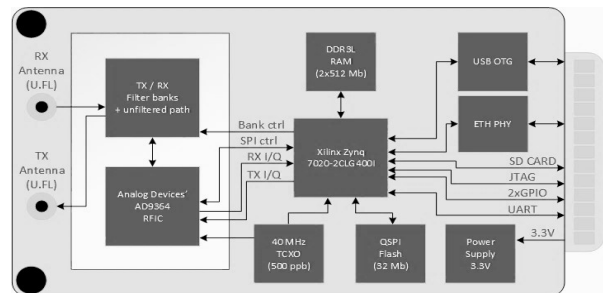 RX
Antenna
(U.FL)
TX
Antenna
(U.FL)
TX / RX
Filter banks
+ unfiltered path
Analog Devices'
AD9364
RFIC
Bank ctrl
SPI ctrl
RX I/Q
TX I/Q
DDR3L
RAM
(2x512 Mb)
Xilinx Zynq
7020-2CLG400I
40 MHz
TCXO
(500 ppb)
QSPI
Flash
(32 Mb)
USB OTG
ETH PHY
SD CARD
JTAG
2xGPIO
UART
Power
Supply
3.3V
3.3V